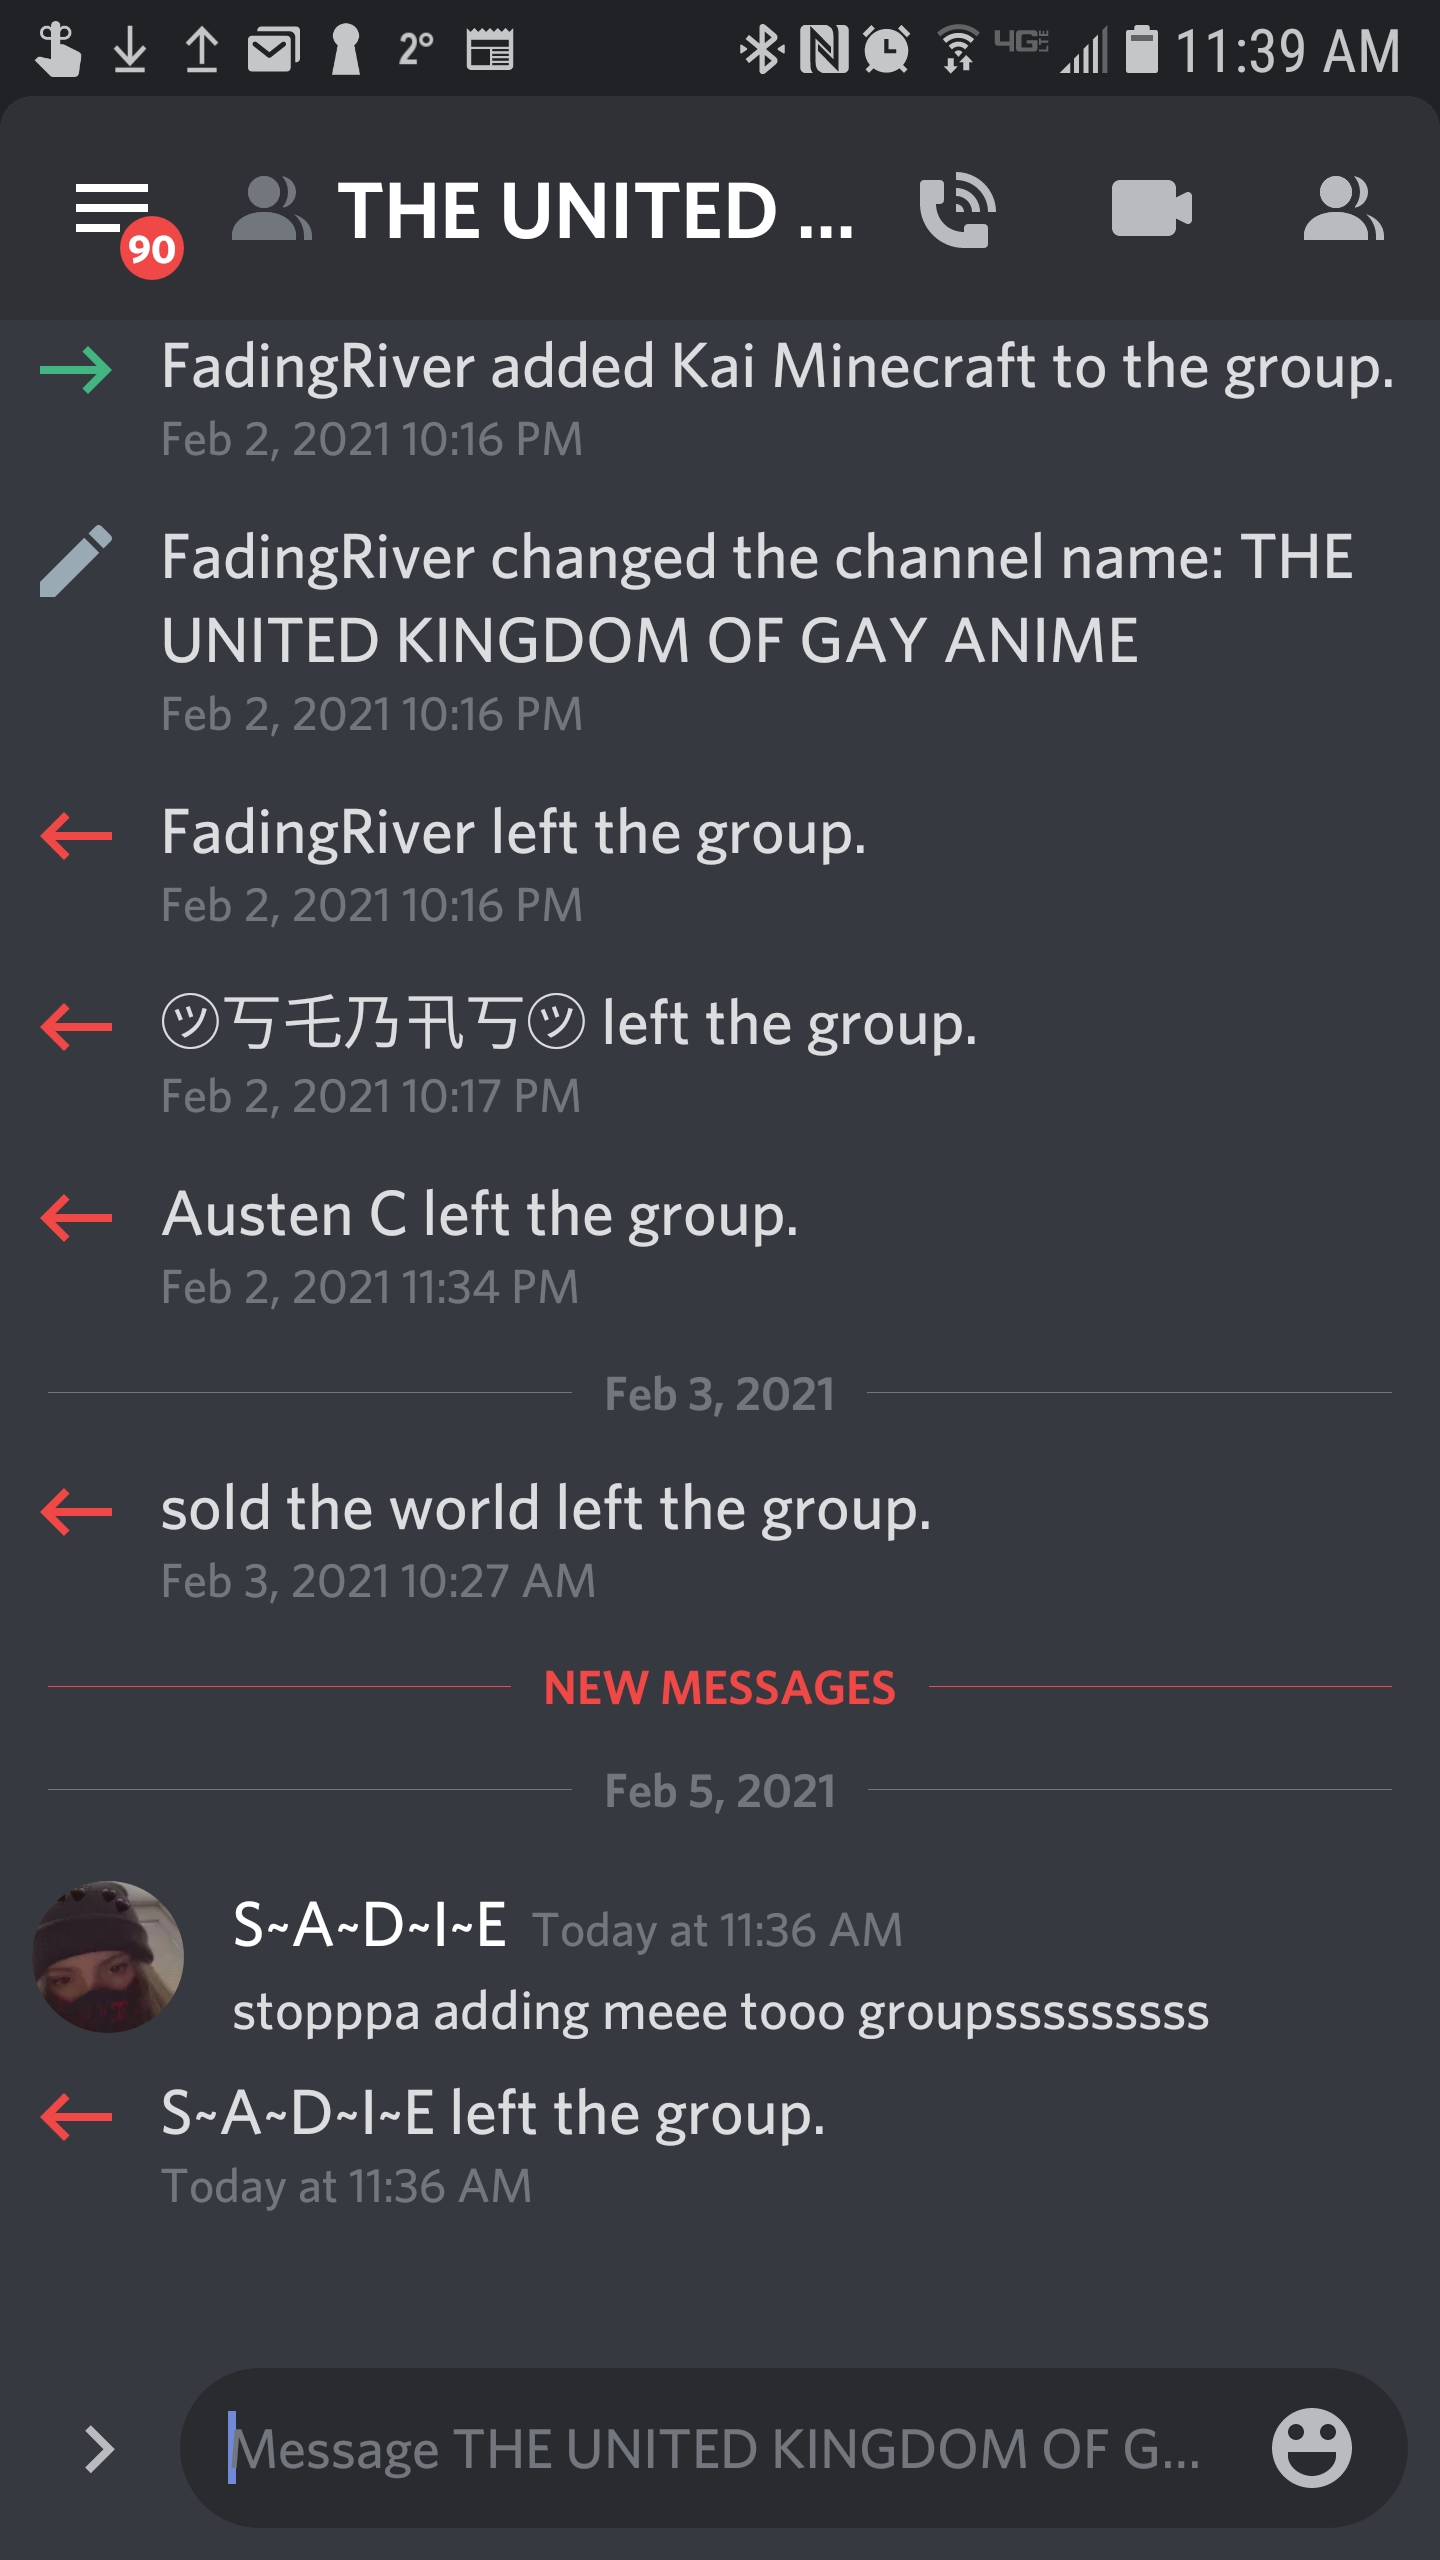 2° 4G LTE 11:39 AM
90 THE UNITED ...
FadingRiver added Kai Minecraft to the group.
Feb 2, 2021 10:16 PM
FadingRiver changed the channel name: THE
UNITED KINGDOM OF GAY ANIME
Feb 2, 2021 10:16 PM
FadingRiver left the group.
Feb 2, 2021 10:16 PM
㋡丂乇乃卂丂㋡ left the group.
Feb 2, 2021 10:17 PM
Austen C left the group.
Feb 2, 2021 11:34 PM
Feb 3, 2021
sold the world left the group.
Feb 3, 2021 10:27 AM
NEW MESSAGES
Feb 5, 2021
S~A~D~I~E Today at 11:36 AM
stopppa adding meee tooo groupsssssssss
S~A~D~I~E left the group.
Today at 11:36 AM
Message THE UNITED KINGDOM OF G...